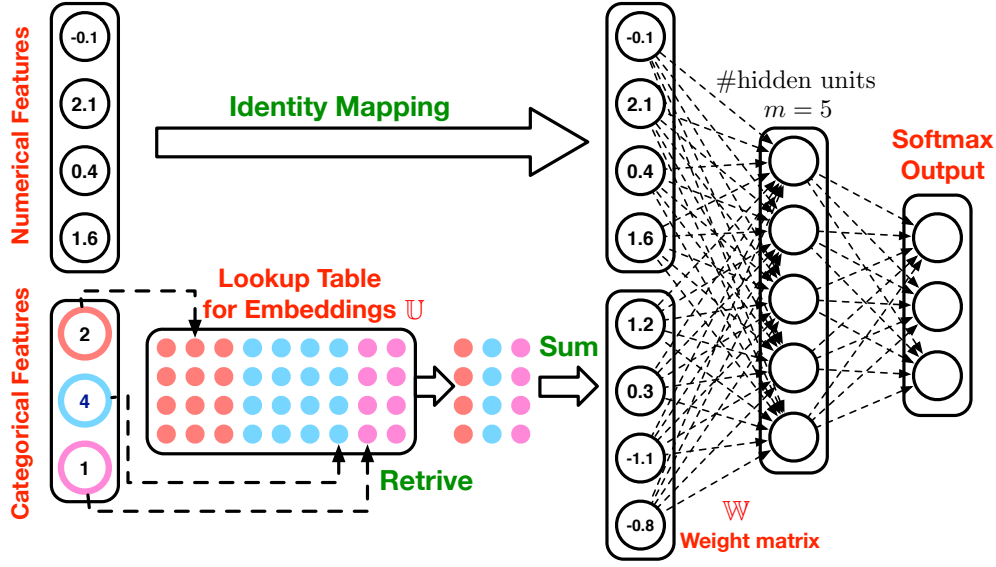 Numerical Features
-0.1
2.1
0.4
1.6
Identity Mapping
-0.1
2.1
0.4
1.6
#hidden units
m = 5
Softmax
Output
Categorical Features
2
4
1
Lookup Table
for Embeddings 𝕌
Retrive
Sum
1.2
0.3
-1.1
-0.8
𝕎
Weight matrix